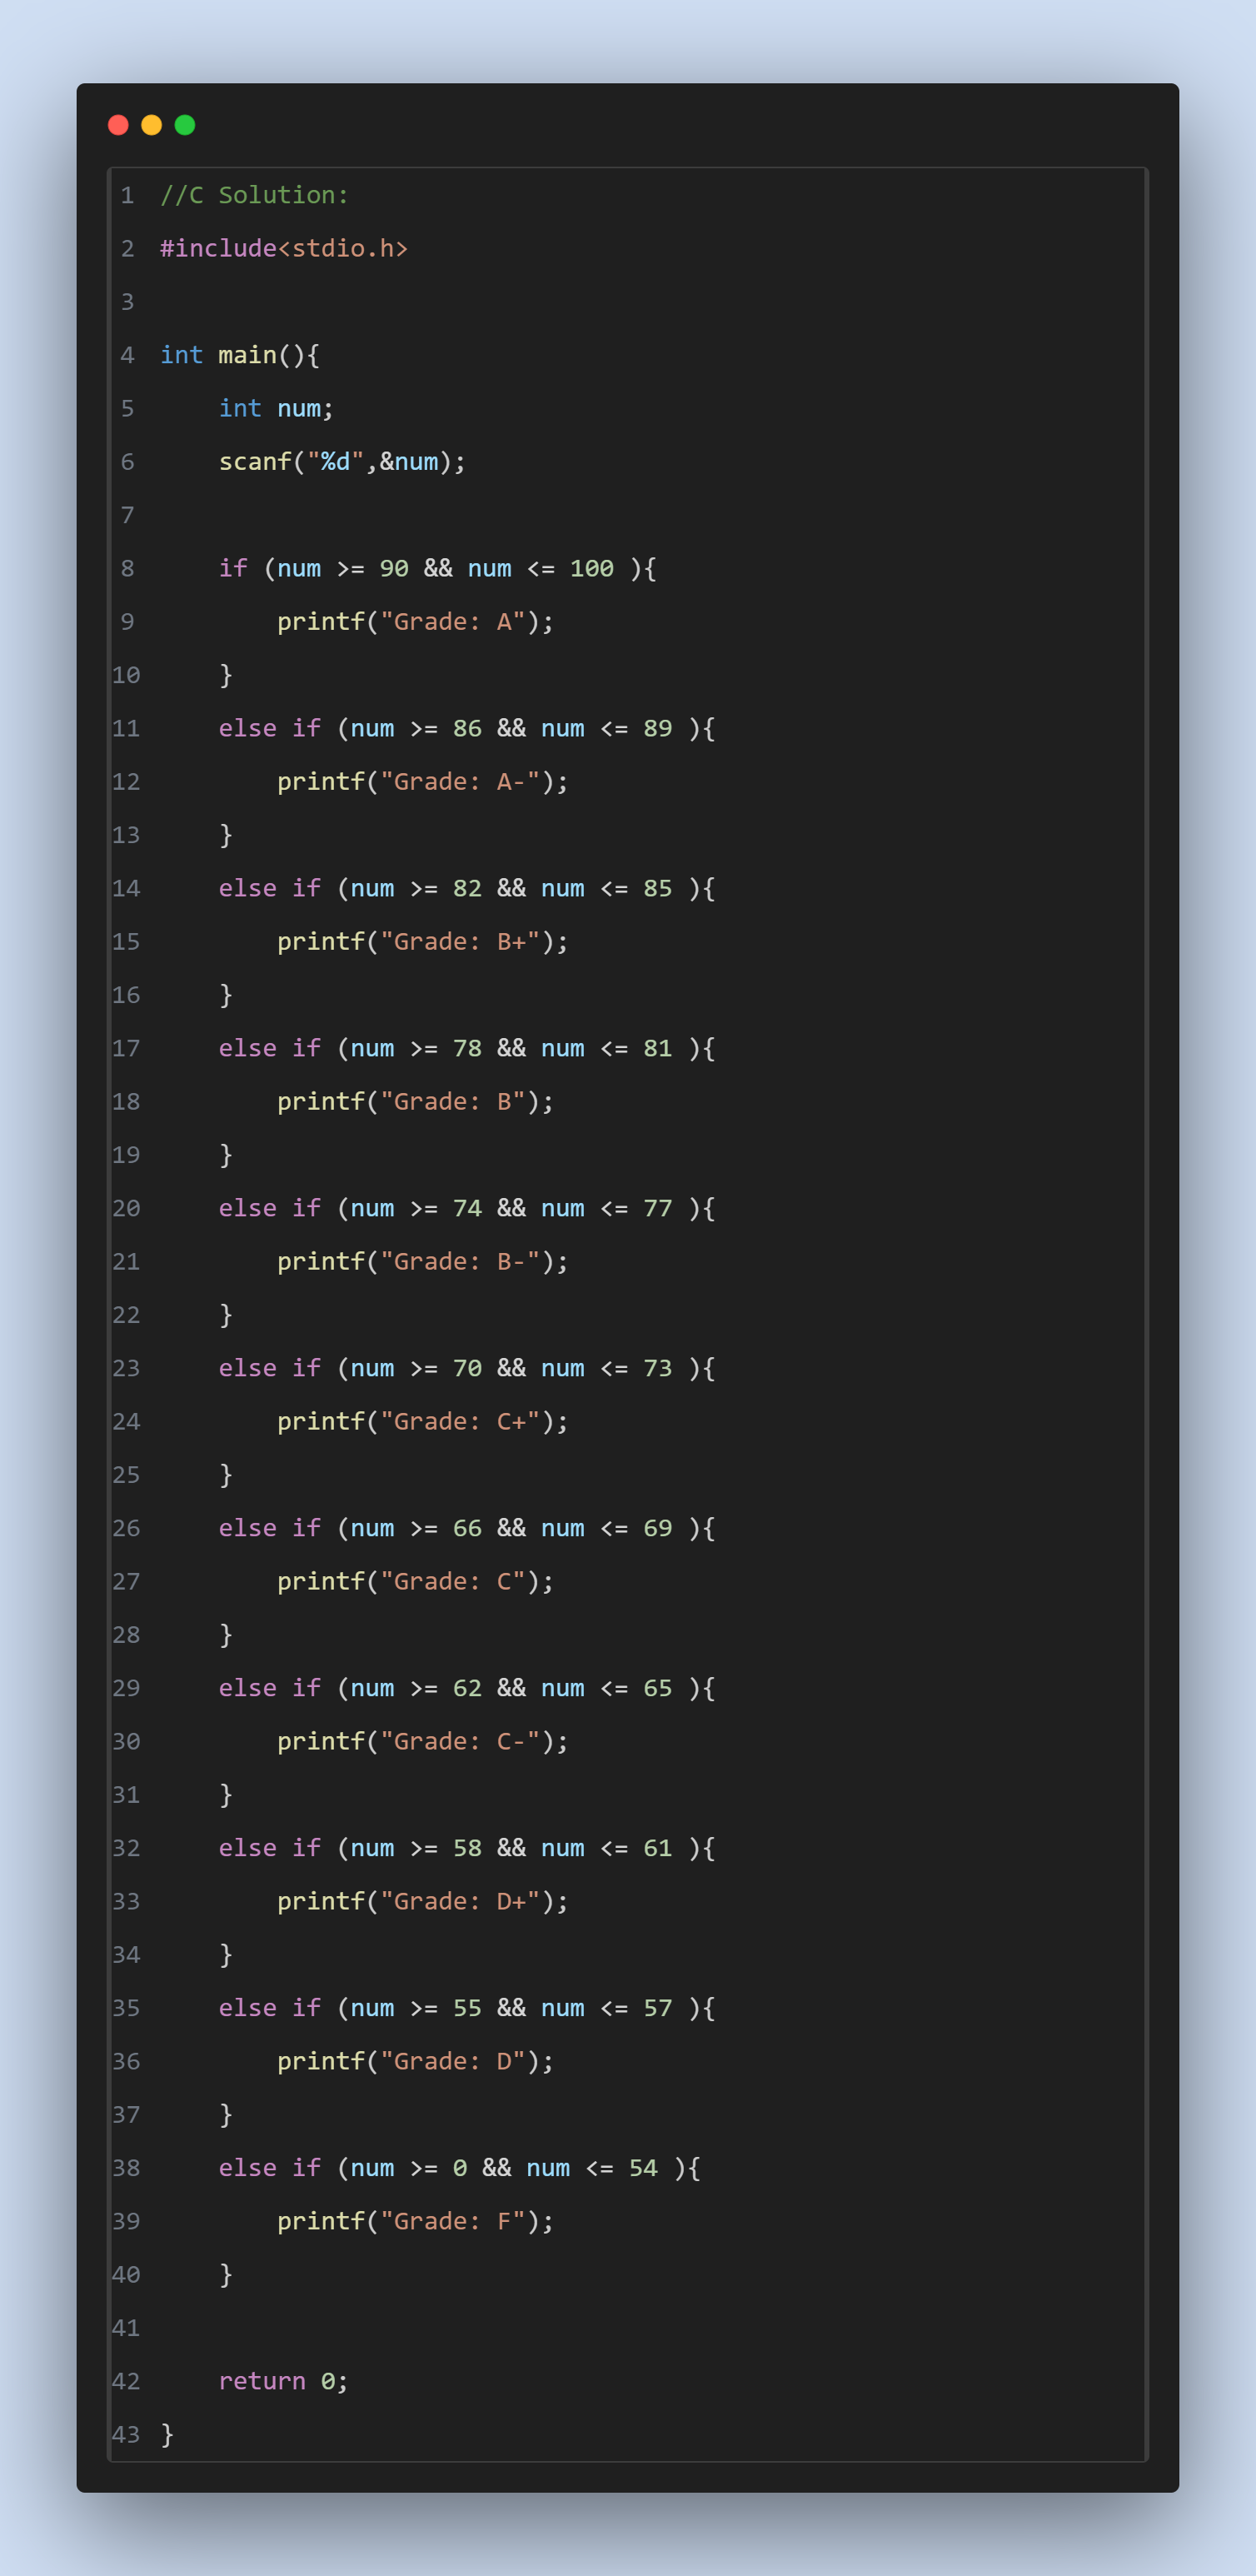 1 //C Solution:
2 #include<stdio.h>
3
4 int main(){
5     int num;
6     scanf("%d",&num);
7
8     if (num >= 90 && num <= 100 ){
9         printf("Grade: A");
10     }
11     else if (num >= 86 && num <= 89 ){
12         printf("Grade: A-");
13     }
14     else if (num >= 82 && num <= 85 ){
15         printf("Grade: B+");
16     }
17     else if (num >= 78 && num <= 81 ){
18         printf("Grade: B");
19     }
20     else if (num >= 74 && num <= 77 ){
21         printf("Grade: B-");
22     }
23     else if (num >= 70 && num <= 73 ){
24         printf("Grade: C+");
25     }
26     else if (num >= 66 && num <= 69 ){
27         printf("Grade: C");
28     }
29     else if (num >= 62 && num <= 65 ){
30         printf("Grade: C-");
31     }
32     else if (num >= 58 && num <= 61 ){
33         printf("Grade: D+");
34     }
35     else if (num >= 55 && num <= 57 ){
36         printf("Grade: D");
37     }
38     else if (num >= 0 && num <= 54 ){
39         printf("Grade: F");
40     }
41
42     return 0;
43 }